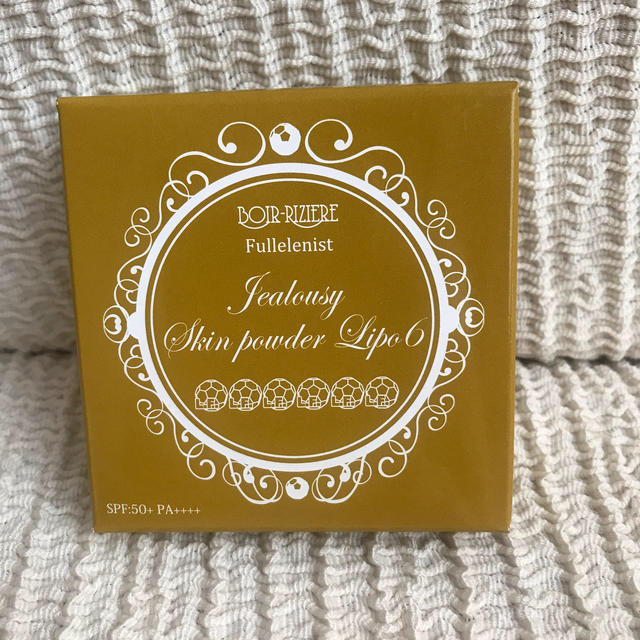 BOIR-RIZIERE
Fullelenist
Jealousy
Skin powder Lipo6
SPF:50+ PA++++